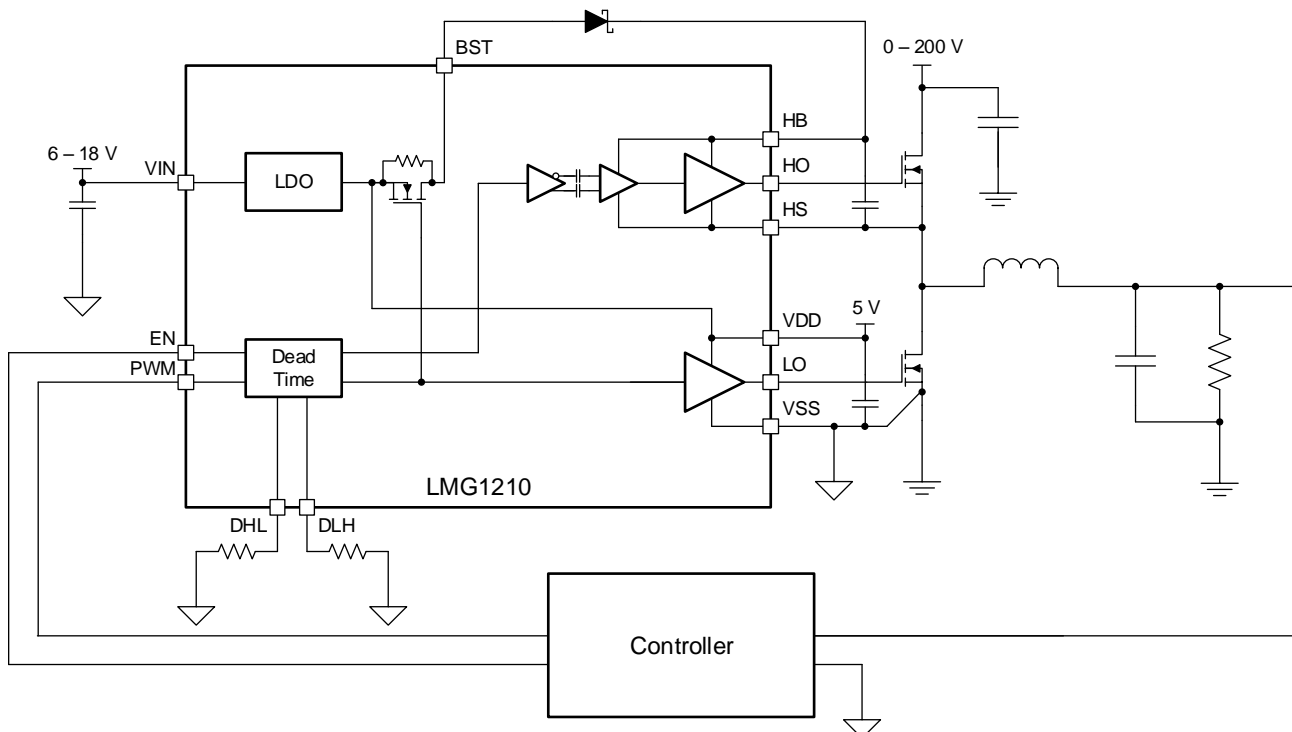 BST
0 – 200 V
HB
6 – 18 V
VIN
LDO
HO
HS
5 V
VDD
EN
Dead
Time
PWM
LO
VSS
LMG1210
DHL
DLH
Controller